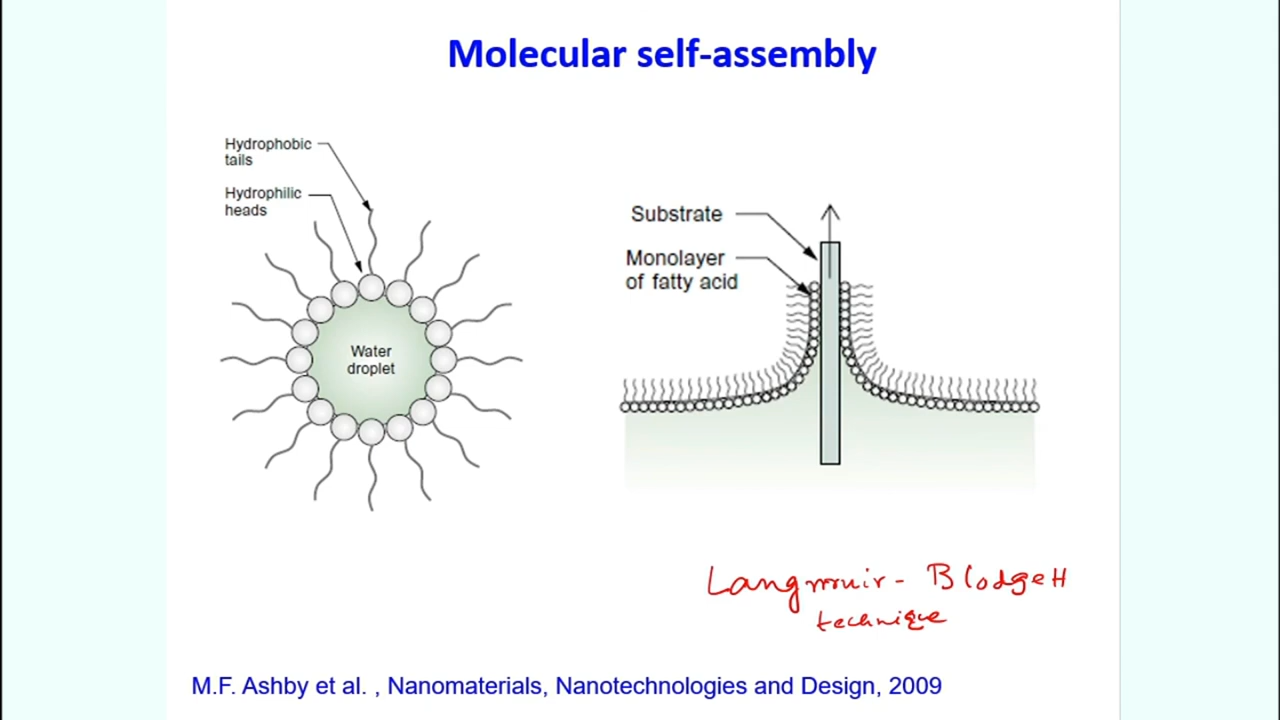 Molecular self-assembly
Hydrophobic
tails
Hydrophilic
heads
Water
droplet
Substrate
Monolayer
of fatty acid
Langmuir - Blodgett
technique
M.F. Ashby et al. , Nanomaterials, Nanotechnologies and Design, 2009